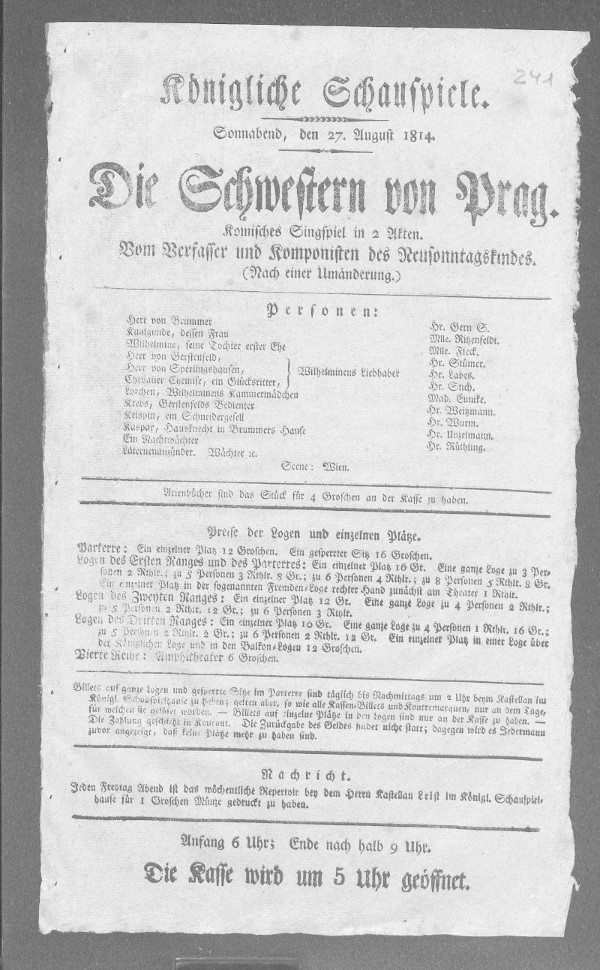 241
Königliche Schauspiele.
Sonnabend, den 27. August 1814.
Die Schwestern von Prag.
Komisches Singspiel in 2 Akten.
Vom Verfasser und Komponisten des Neusonntagskindes.
(Nach einer Umänderung.)
Personen:
Herr von Brummer Hr. Gern S.
Kunigunde, dessen Frau Mlle. Ritzenfeldt.
Wilhelmine, seine Tochter erster Ehe Mlle. Fleck.
Herr von Gerstenfeld, Hr. Stümer.
Herr von Sperlingshausen, Wilhelminens Liebhaber Hr. Labes.
Chevalier Chemise, ein Glücksritter, Hr. Stich.
Lorchen, Wilhelminens Kammermädchen Mad. Eunike.
Krebs, Gerstenfelds Bedienter Hr. Weitzmann.
Krispin, ein Schneidergesell Hr. Wurm.
Kaspar, Hausknecht in Brummers Hause Hr. Unzelmann.
Ein Nachtwächter Hr. Rüthling.
Laternenanzünder. Wächter ꝛc.
Scene: Wien.
Arienbücher sind das Stück für 4 Groschen an der Kasse zu haben.
Preise der Logen und einzelnen Plätze.
Parterre: Ein einzelner Platz 12 Groschen. Ein gesperrter Sitz 16 Groschen.
Logen des Ersten Ranges und des Parterres: Ein einzelner Platz 16 Gr. Eine ganze Loge zu 3 Per-
sonen 2 Rthlr.; zu 5 Personen 3 Rthlr. 8 Gr.; zu 6 Personen 4 Rthlr.; zu 8 Personen 5 Rthlr. 8 Gr.
Ein einzelner Platz in der sogenannten Fremden-Loge rechter Hand zunächst am Theater 1 Rthlr.
Logen des Zweyten Ranges: Ein einzelner Platz 12 Gr. Eine ganze Loge zu 4 Personen 2 Rthlr.;
zu 5 Personen 2 Rthlr. 12 Gr.; zu 6 Personen 3 Rthlr.
Logen des Dritten Ranges: Ein einzelner Platz 10 Gr. Eine ganze Loge zu 4 Personen 1 Rthlr. 16 Gr.;
zu 5 Personen 2 Rthlr. 2 Gr.; zu 6 Personen 2 Rthlr. 12 Gr. Ein einzelner Platz in einer Loge über
der Königlichen Loge und in den Balkon-Logen 12 Groschen.
Vierte Reihe: Amphitheater 6 Groschen.
Billets auf ganze Logen und gesperrte Sitze im Parterre sind täglich bis Nachmittags um 2 Uhr beym Kastellan im
Königl. Schauspielhause zu haben; gelten aber, so wie alle Kassen-Billets und Kontremarquen, nur an dem Tage,
für welchen sie gelöset worden. — Billets auf einzelne Plätze in den Logen sind nur an der Kasse zu haben. —
Die Zahlung geschieht in Kourant. Die Zurückgabe des Geldes findet nicht statt; dagegen wird es Jedermann
zuvor angezeigt, daß keine Plätze mehr zu haben sind.
Nachricht.
Jeden Freytag Abend ist das wöchentliche Repertoir bey dem Herrn Kastellan Leist im Königl. Schauspiel-
hause für 1 Groschen Münze gedruckt zu haben.
Anfang 6 Uhr; Ende nach halb 9 Uhr.
Die Kasse wird um 5 Uhr geöffnet.